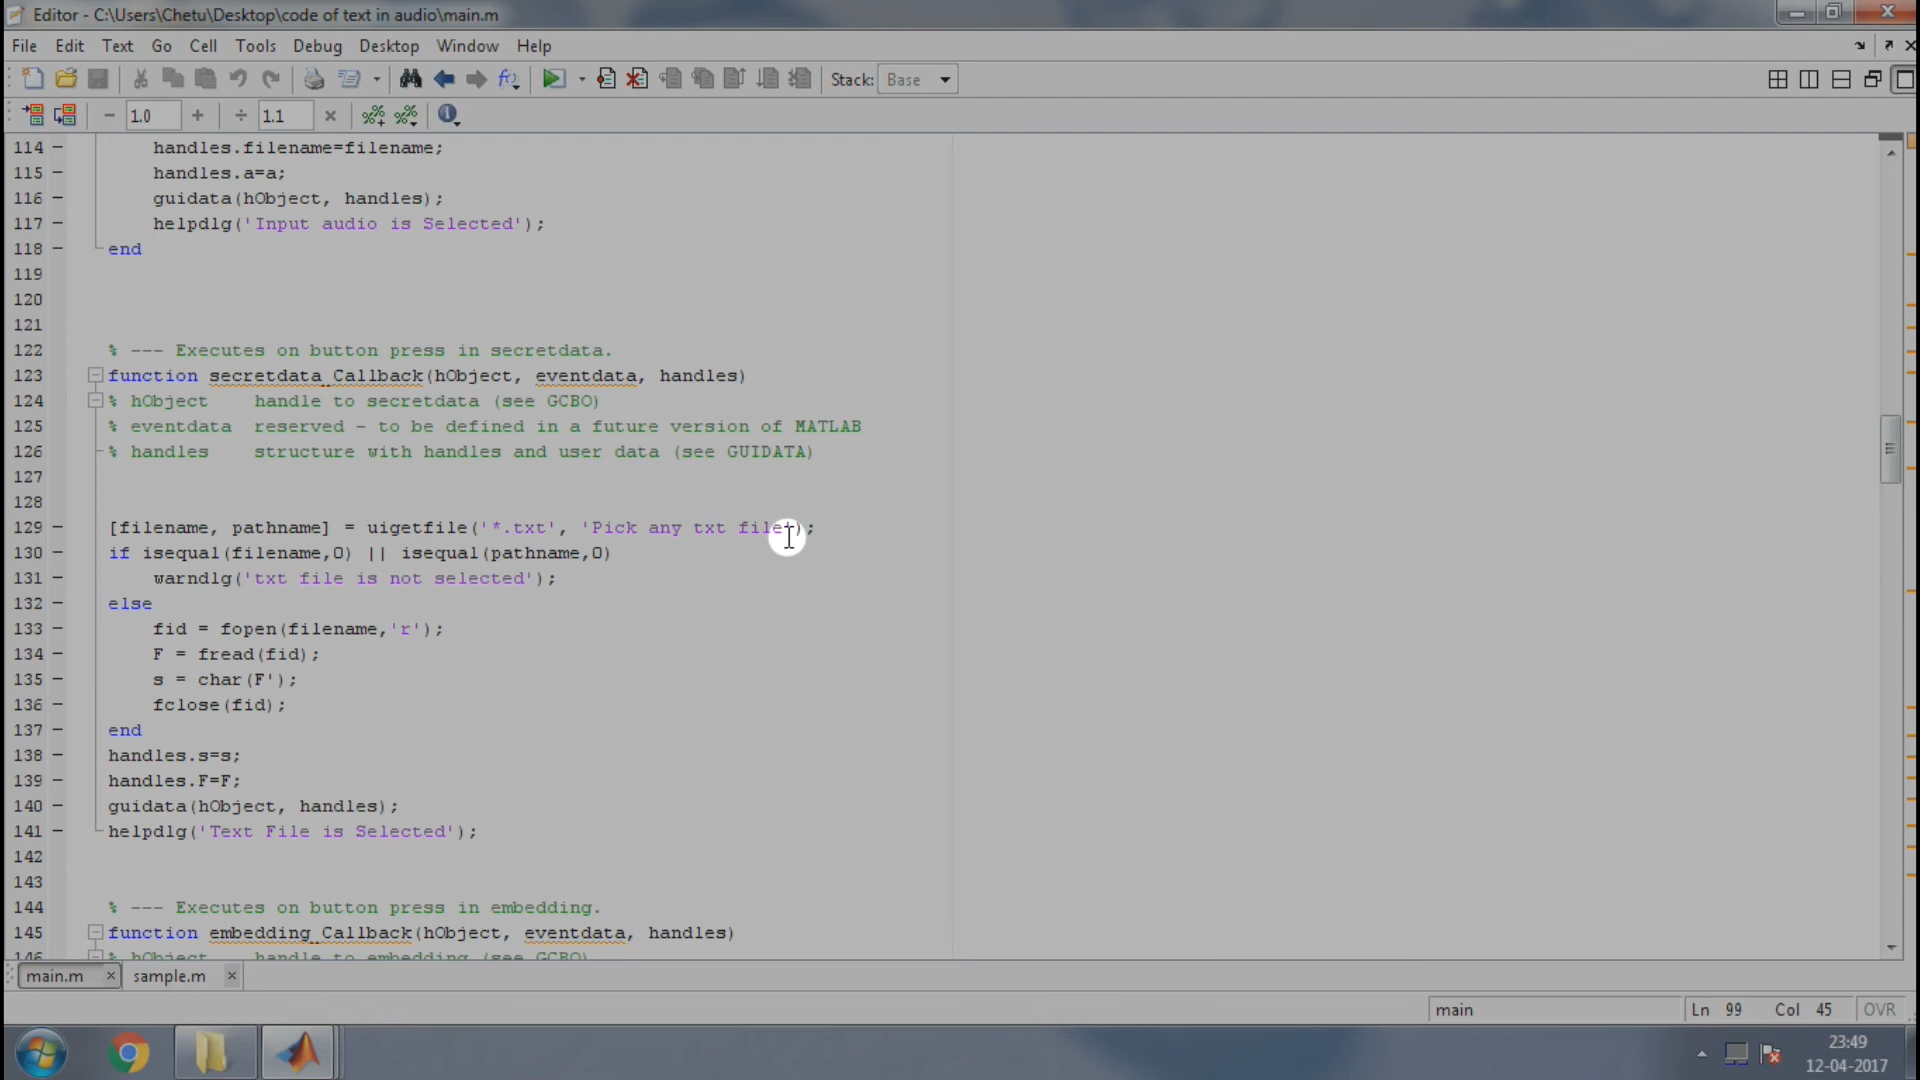 Editor - C:\Users\Chetu\Desktop\code of text in audio\main.m
File Edit Text Go Cell Tools Debug Desktop Window Help
Stack: Base
- 1.0 + ÷ 1.1 ×
114 - handles.filename=filename;
115 - handles.a=a;
116 - guidata(hObject, handles);
117 - helpdlg('Input audio is Selected');
118 - end
119
120
121
122 % --- Executes on button press in secretdata.
123 function secretdata_Callback(hObject, eventdata, handles)
124 % hObject    handle to secretdata (see GCBO)
125 % eventdata  reserved - to be defined in a future version of MATLAB
126 % handles    structure with handles and user data (see GUIDATA)
127
128
129 - [filename, pathname] = uigetfile('*.txt', 'Pick any txt file');
130 - if isequal(filename,0) || isequal(pathname,0)
131 - warndlg('txt file is not selected');
132 - else
133 - fid = fopen(filename,'r');
134 - F = fread(fid);
135 - s = char(F');
136 - fclose(fid);
137 - end
138 - handles.s=s;
139 - handles.F=F;
140 - guidata(hObject, handles);
141 - helpdlg('Text File is Selected');
142
143
144 % --- Executes on button press in embedding.
145 function embedding_Callback(hObject, eventdata, handles)
146 % hObject    handle to embedding (see GCBO)
main.m × sample.m ×
main Ln 99 Col 45 OVR
23:49
12-04-2017